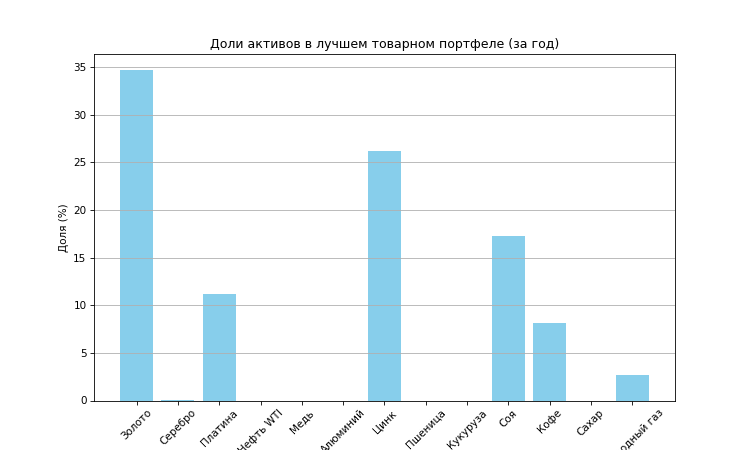 Доли активов в лучшем товарном портфеле (за год)
Доля (%)
35
30
25
20
15
10
5
0
Золото
Серебро
Платина
Нефть WTI
Медь
Алюминий
Цинк
Пшеница
Кукуруза
Соя
Кофе
Сахар
одный газ